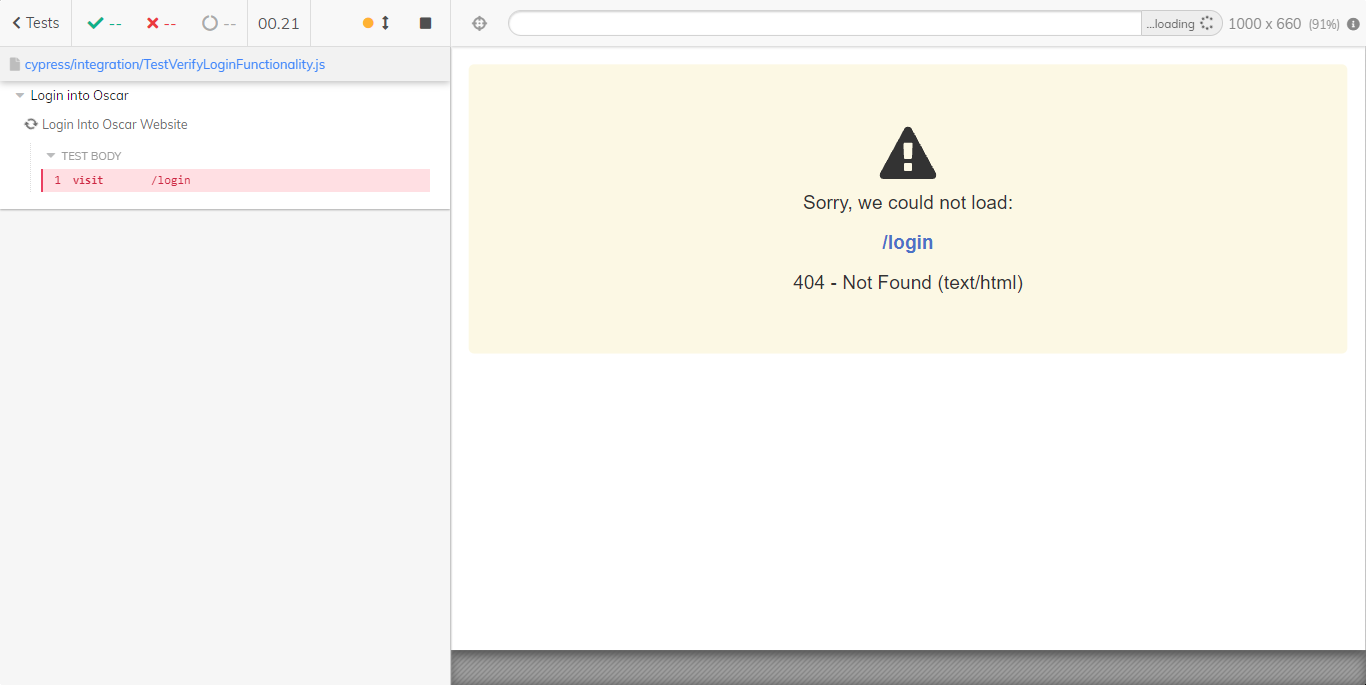 Tests -- -- -- 00.21
...loading 1000 x 660 (91%)
cypress/integration/TestVerifyLoginFunctionality.js
Login into Oscar
Login Into Oscar Website
TEST BODY
1 visit /login
Sorry, we could not load:
/login
404 - Not Found (text/html)